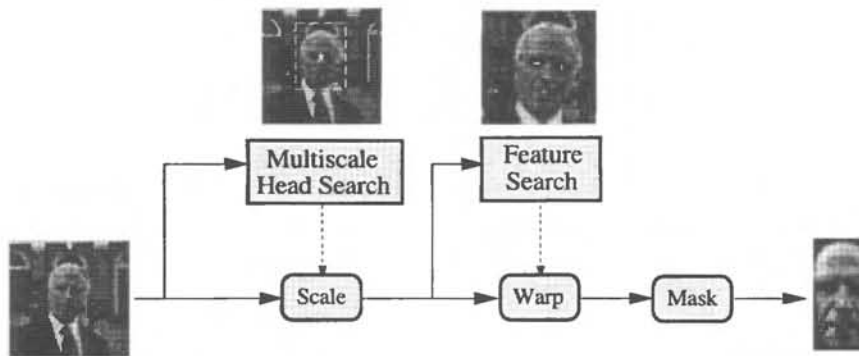 Multiscale
Head Search
Feature
Search
Scale
Warp
Mask